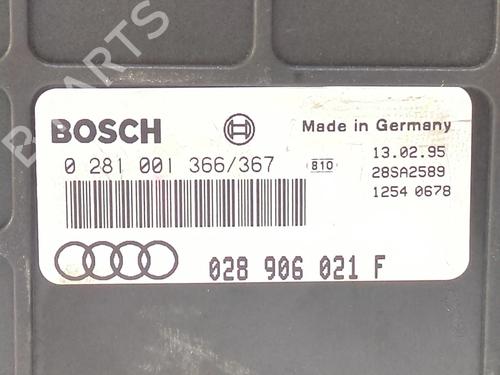 B PARTS
BOSCH
Made in Germany
0 281 001 366/367
810
13.02.95
28SA2589
1254 0678
028 906 021 F